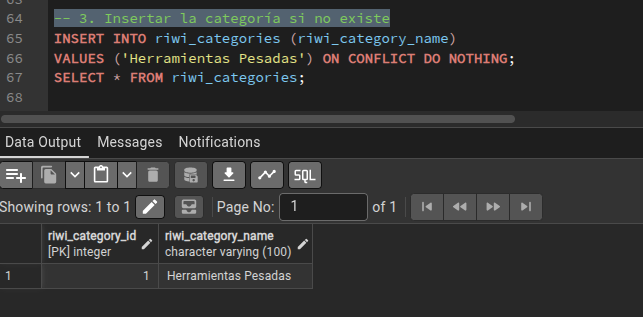 64 -- 3. Insertar la categoría si no existe
65 INSERT INTO riwi_categories (riwi_category_name)
66 VALUES ('Herramientas Pesadas') ON CONFLICT DO NOTHING;
67 SELECT * FROM riwi_categories;
68
Data Output Messages Notifications
SQL
Showing rows: 1 to 1 Page No: 1 of 1
riwi_category_id riwi_category_name
[PK] integer character varying (100)
1 1 Herramientas Pesadas